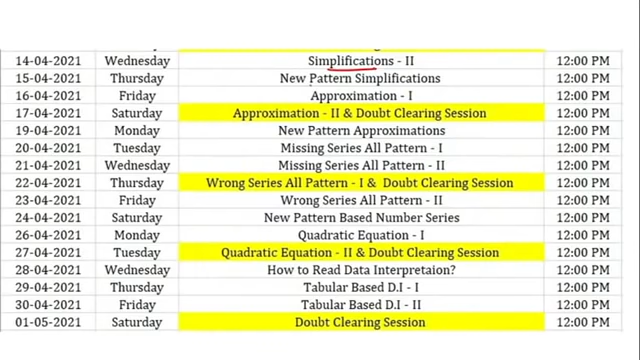 14-04-2021 Wednesday Simplifications - II 12:00 PM
15-04-2021 Thursday New Pattern Simplifications 12:00 PM
16-04-2021 Friday Approximation - I 12:00 PM
17-04-2021 Saturday Approximation - II & Doubt Clearing Session 12:00 PM
19-04-2021 Monday New Pattern Approximations 12:00 PM
20-04-2021 Tuesday Missing Series All Pattern - I 12:00 PM
21-04-2021 Wednesday Missing Series All Pattern - II 12:00 PM
22-04-2021 Thursday Wrong Series All Pattern - I & Doubt Clearing Session 12:00 PM
23-04-2021 Friday Wrong Series All Pattern - II 12:00 PM
24-04-2021 Saturday New Pattern Based Number Series 12:00 PM
26-04-2021 Monday Quadratic Equation - I 12:00 PM
27-04-2021 Tuesday Quadratic Equation - II & Doubt Clearing Session 12:00 PM
28-04-2021 Wednesday How to Read Data Interpretaion? 12:00 PM
29-04-2021 Thursday Tabular Based D.I - I 12:00 PM
30-04-2021 Friday Tabular Based D.I - II 12:00 PM
01-05-2021 Saturday Doubt Clearing Session 12:00 PM